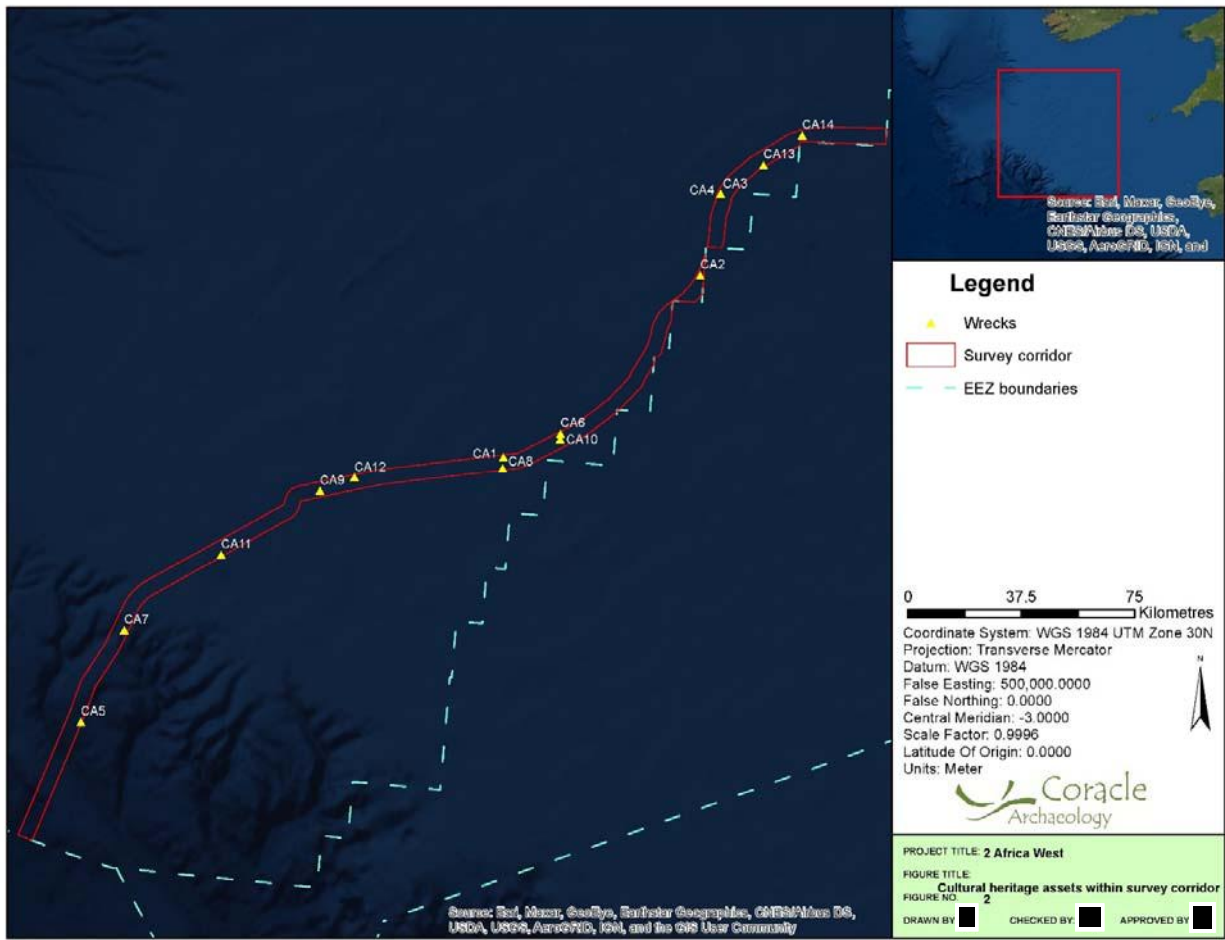 CA14
CA13
CA3
CA4
CA2
CA6
CA10
CA1
CA8
CA12
CA9
CA11
CA7
CA5
Source: Esri, Maxar, GeoEye, Earthstar Geographics, CNES/Airbus DS,
USDA, USGS, AeroGRID, IGN, and the GIS User Community
Source: Esri, Maxar, GeoEye,
Earthstar Geographics,
CNES/Airbus DS, USDA,
USGS, AeroGRID, IGN, and
Legend
Wrecks
Survey corridor
EEZ boundaries
0 37.5 75
Kilometres
Coordinate System: WGS 1984 UTM Zone 30N
Projection: Transverse Mercator
Datum: WGS 1984
False Easting: 500,000.0000
False Northing: 0.0000
Central Meridian: -3.0000
Scale Factor: 0.9996
Latitude Of Origin: 0.0000
Units: Meter
N
Coracle
Archaeology
PROJECT TITLE: 2 Africa West
FIGURE TITLE:
Cultural heritage assets within survey corridor
FIGURE NO. 2
DRAWN BY CHECKED BY: APPROVED BY